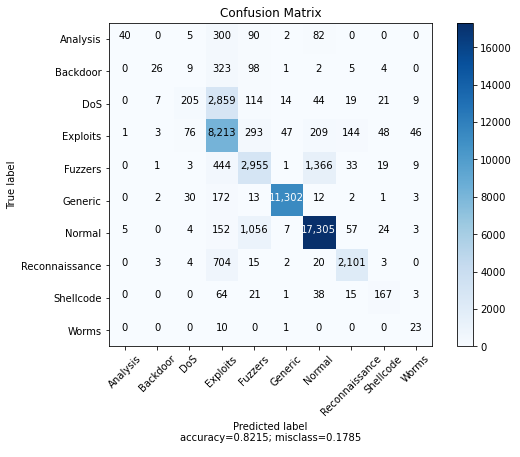 Confusion Matrix
True label
Analysis 40 0 5 300 90 2 82 0 0 0
Backdoor 0 26 9 323 98 1 2 5 4 0
DoS 0 7 205 2,859 114 14 44 19 21 9
Exploits 1 3 76 8,213 293 47 209 144 48 46
Fuzzers 0 1 3 444 2,955 1 1,366 33 19 9
Generic 0 2 30 172 13 11,302 12 2 1 3
Normal 5 0 4 152 1,056 7 17,305 57 24 3
Reconnaissance 0 3 4 704 15 2 20 2,101 3 0
Shellcode 0 0 0 64 21 1 38 15 167 3
Worms 0 0 0 10 0 1 0 0 0 23
Analysis Backdoor DoS Exploits Fuzzers Generic Normal Reconnaissance Shellcode Worms
Predicted label
accuracy=0.8215; misclass=0.1785
16000
14000
12000
10000
8000
6000
4000
2000
0